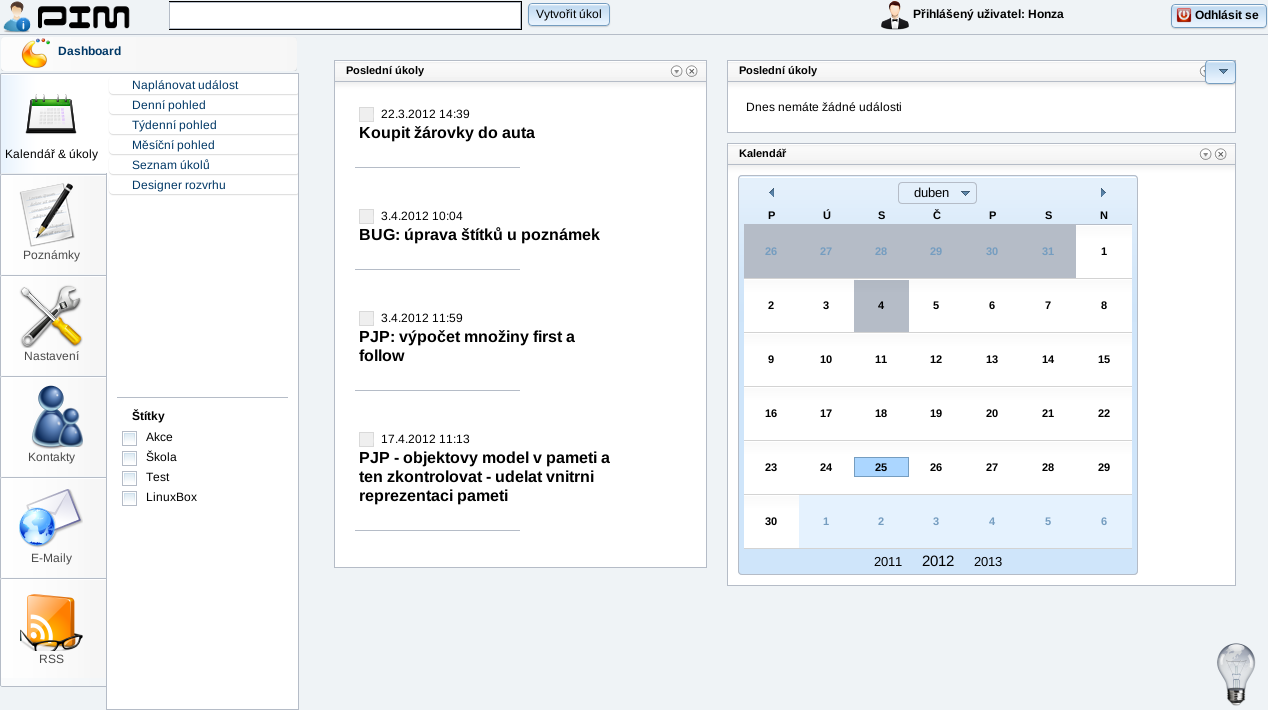 PIM
Vytvořit úkol
Přihlášený uživatel: Honza
Odhlásit se
Dashboard
Kalendář & úkoly
Poznámky
Nastavení
Kontakty
E-Maily
RSS
Naplánovat událost
Denní pohled
Týdenní pohled
Měsíční pohled
Seznam úkolů
Designer rozvrhu
Štítky
Akce
Škola
Test
LinuxBox
Poslední úkoly
22.3.2012 14:39
Koupit žárovky do auta
3.4.2012 10:04
BUG: úprava štítků u poznámek
3.4.2012 11:59
PJP: výpočet množiny first a
follow
17.4.2012 11:13
PJP - objektovy model v pameti a
ten zkontrolovat - udelat vnitrni
reprezentaci pameti
Poslední úkoly
Dnes nemáte žádné události
Kalendář
duben
P Ú S Č P S N
26 27 28 29 30 31 1
2 3 4 5 6 7 8
9 10 11 12 13 14 15
16 17 18 19 20 21 22
23 24 25 26 27 28 29
30 1 2 3 4 5 6
2011 2012 2013